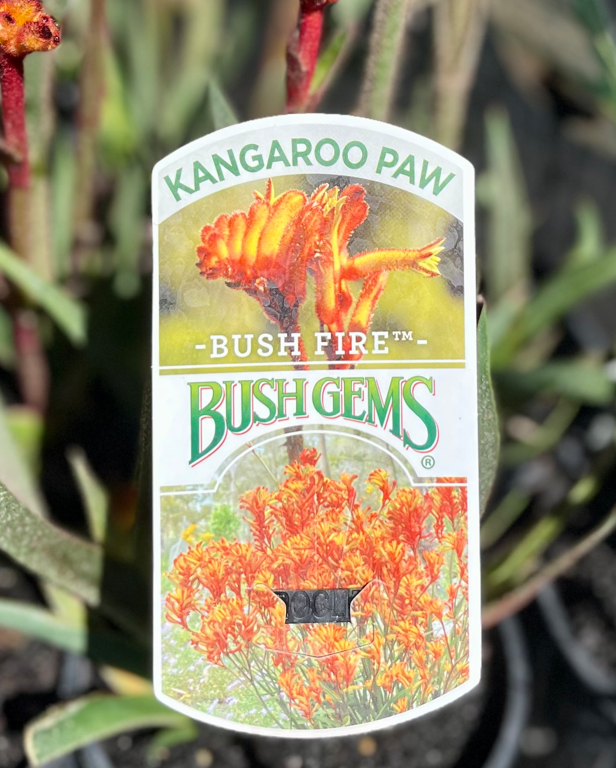 KANGAROO PAW
-BUSH FIRE™-
BUSH GEMS
®